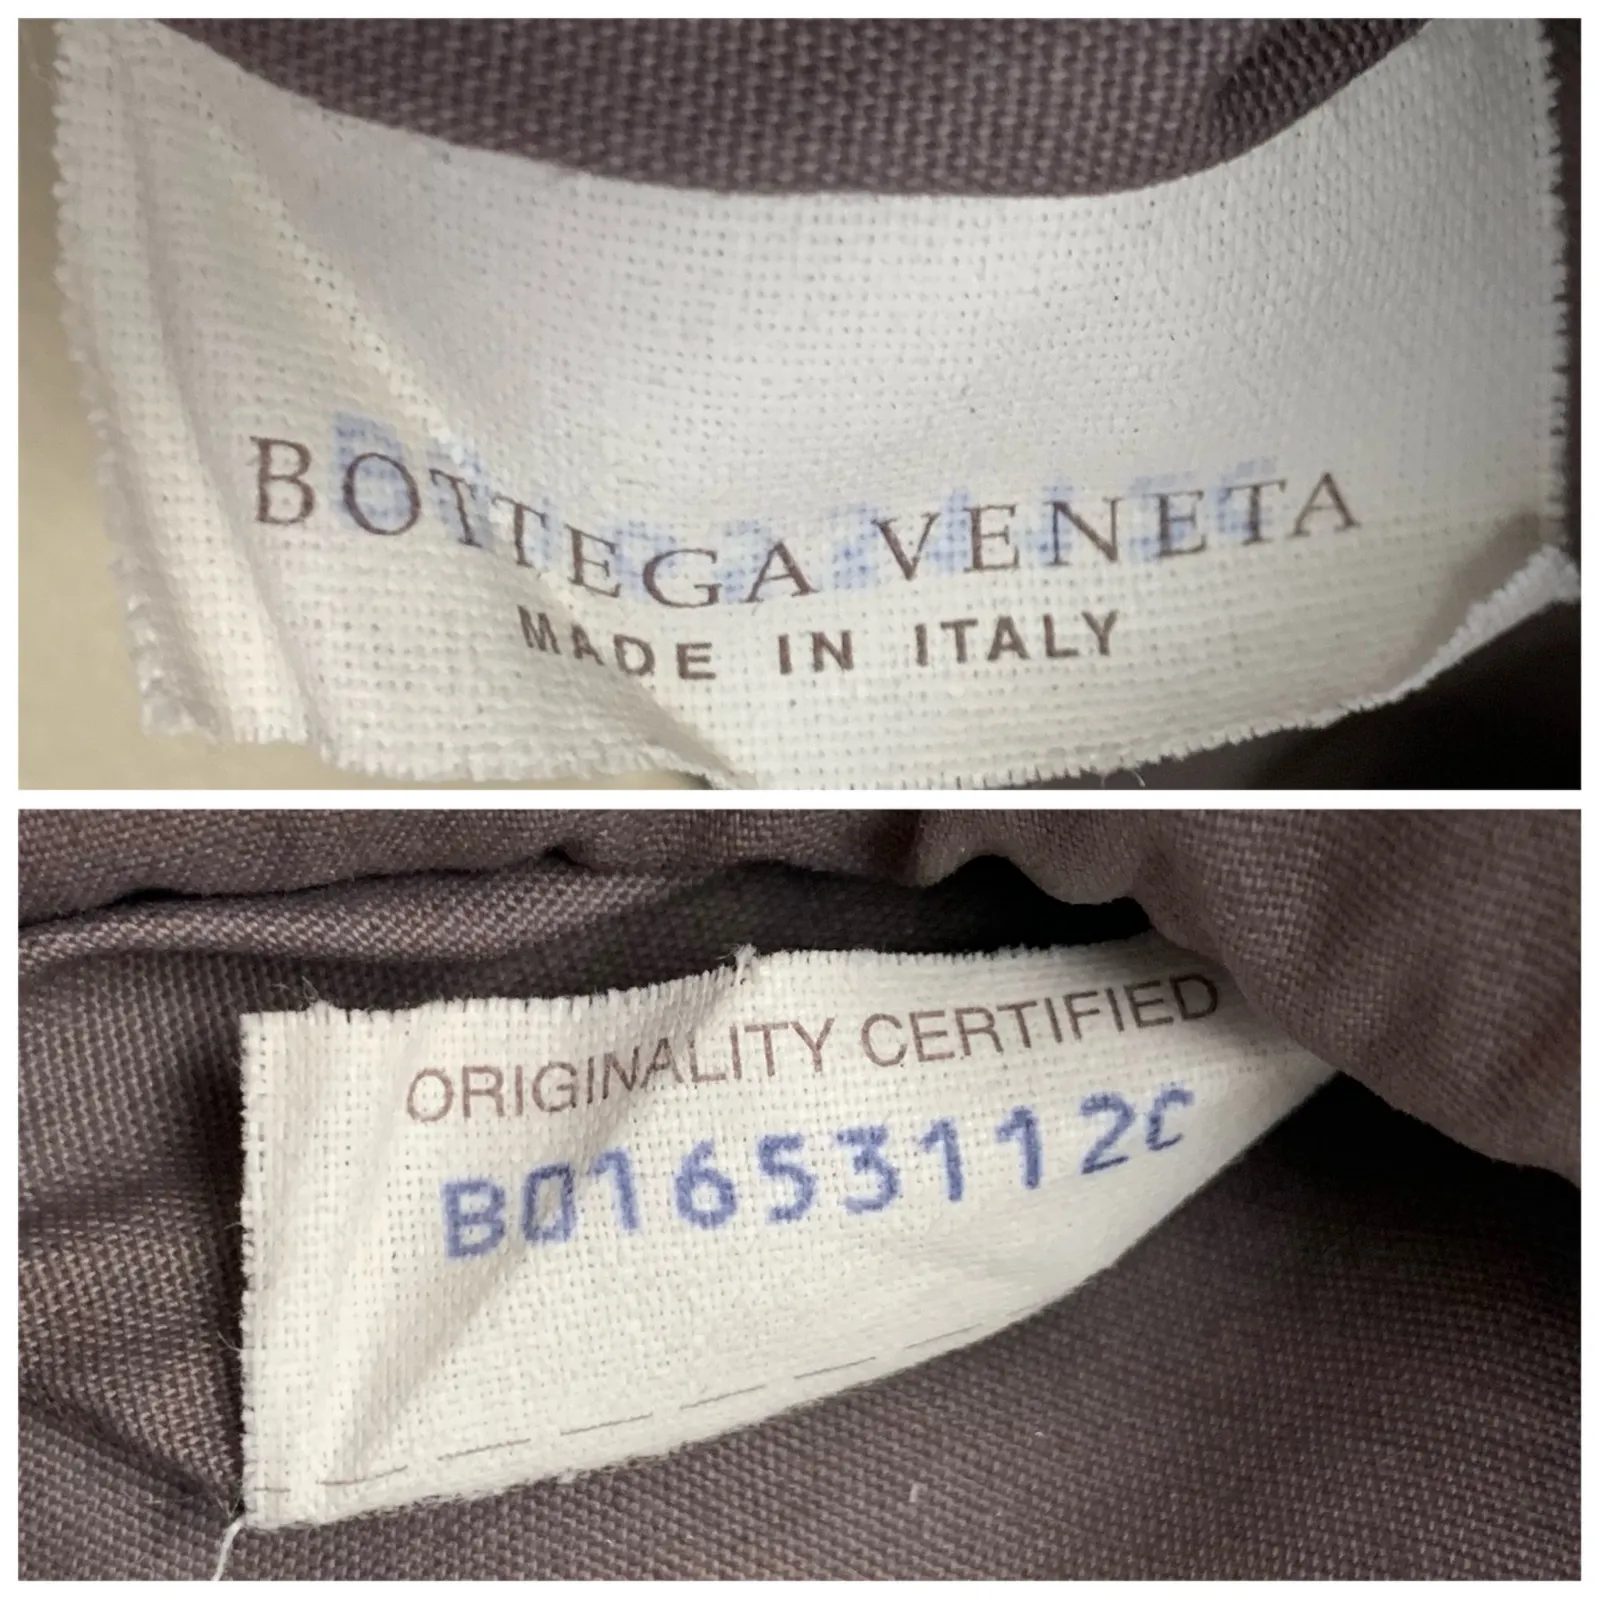 BOTTEGA VENETA
MADE IN ITALY
ORIGINALITY CERTIFIED
B01653112C